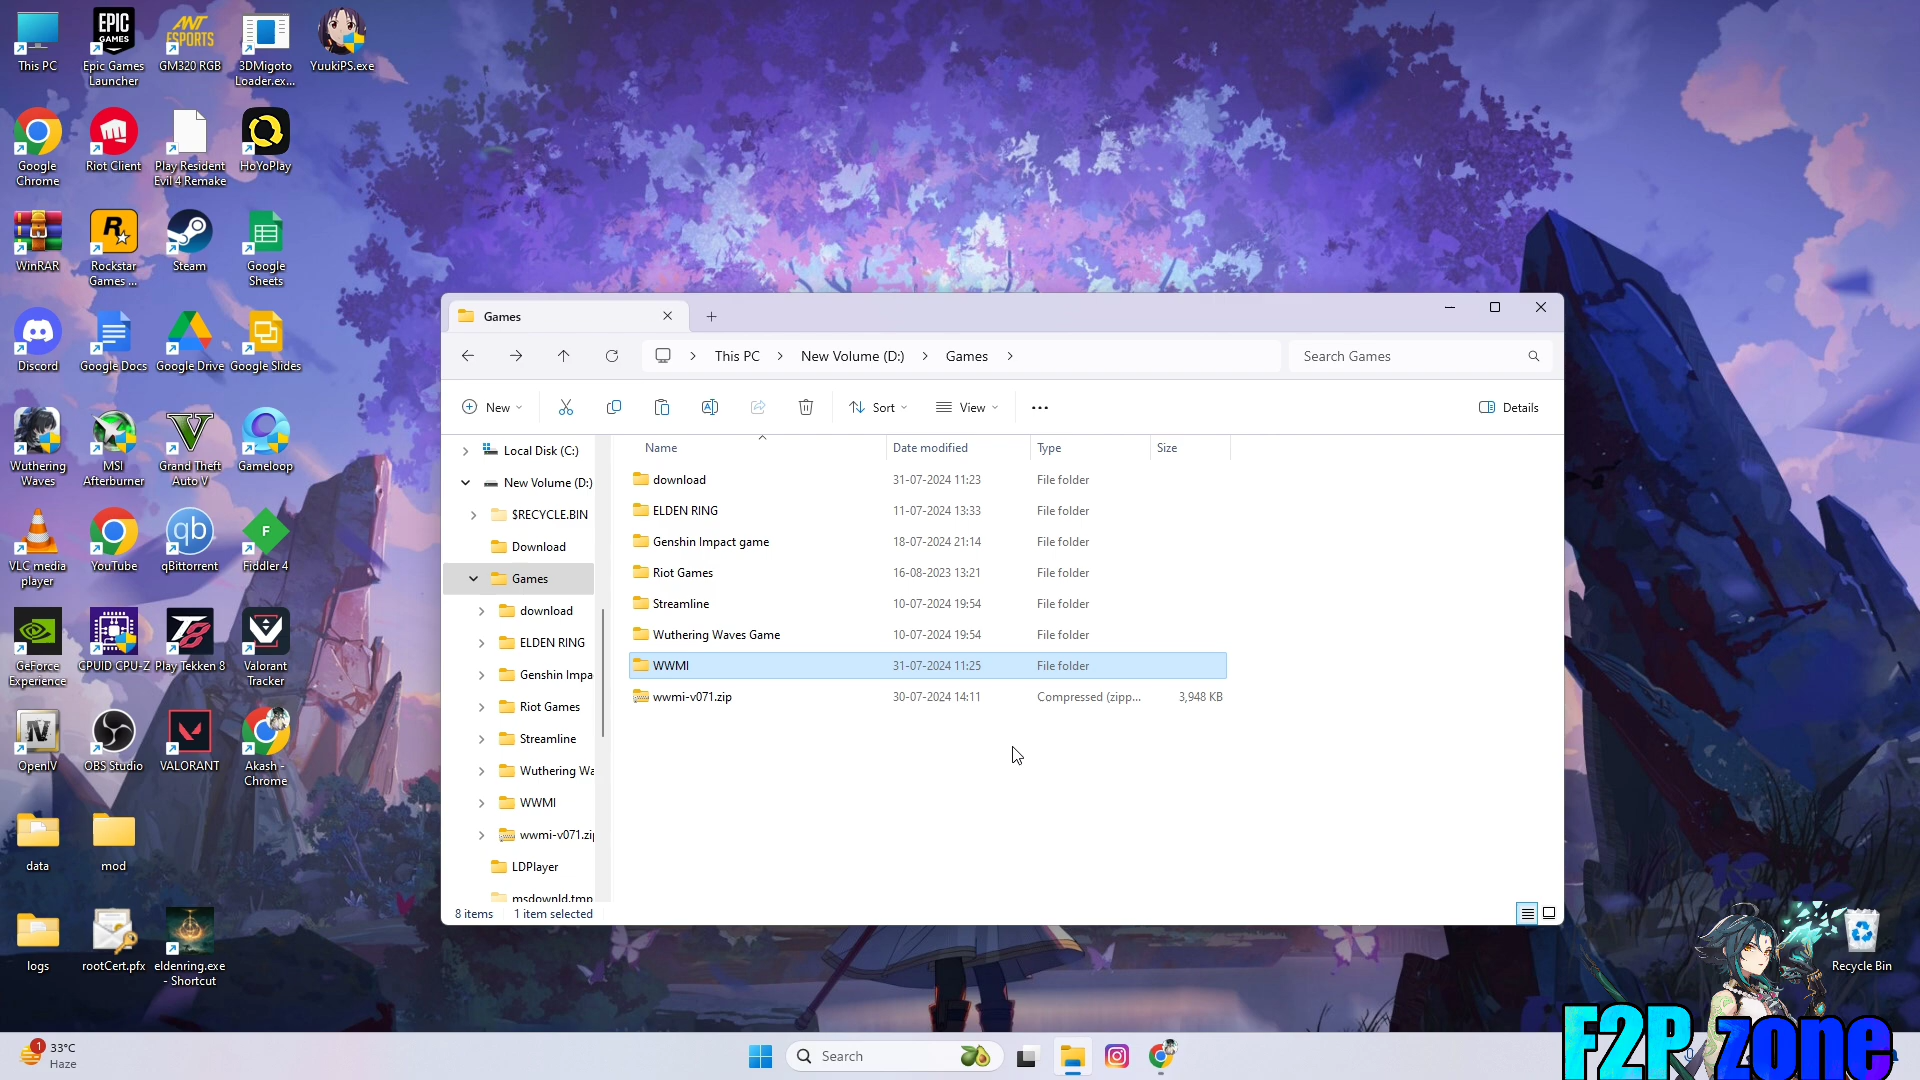 This PC
Epic Games
Launcher
GM320 RGB
3DMigoto
Loader.ex...
YuukiPS.exe
EPIC
GAMES
ANT
ESPORTS
Google
Chrome
Riot Client
Play Resident
Evil 4 Remake
HoYoPlay
WinRAR
Rockstar
Games ...
Steam
Google
Sheets
Discord
Google Docs
Google Drive
Google Slides
Wuthering
Waves
MSI
Afterburner
Grand Theft
Auto V
Gameloop
VLC media
player
YouTube
qBittorrent
Fiddler 4
GeForce
Experience
CPUID CPU-Z
Play Tekken 8
Valorant
Tracker
OpenIV
OBS Studio
VALORANT
Akash -
Chrome
data
mod
logs
rootCert.pfx
eldenring.exe
- Shortcut
Games
This PC
New Volume (D:)
Games
Search Games
New
Sort
View
Details
Local Disk (C:)
New Volume (D:)
$RECYCLE.BIN
Download
Games
download
ELDEN RING
Genshin Impa
Riot Games
Streamline
Wuthering Wa
WWMI
wwmi-v071.zip
LDPlayer
msdownld.tmp
Name Date modified Type Size
download 31-07-2024 11:23 File folder
ELDEN RING 11-07-2024 13:33 File folder
Genshin Impact game 18-07-2024 21:14 File folder
Riot Games 16-08-2023 13:21 File folder
Streamline 10-07-2024 19:54 File folder
Wuthering Waves Game 10-07-2024 19:54 File folder
WWMI 31-07-2024 11:25 File folder
wwmi-v071.zip 30-07-2024 14:11 Compressed (zipp... 3,948 KB
8 items 1 item selected
Recycle Bin
1
33°C
Haze
Search
F2P zone